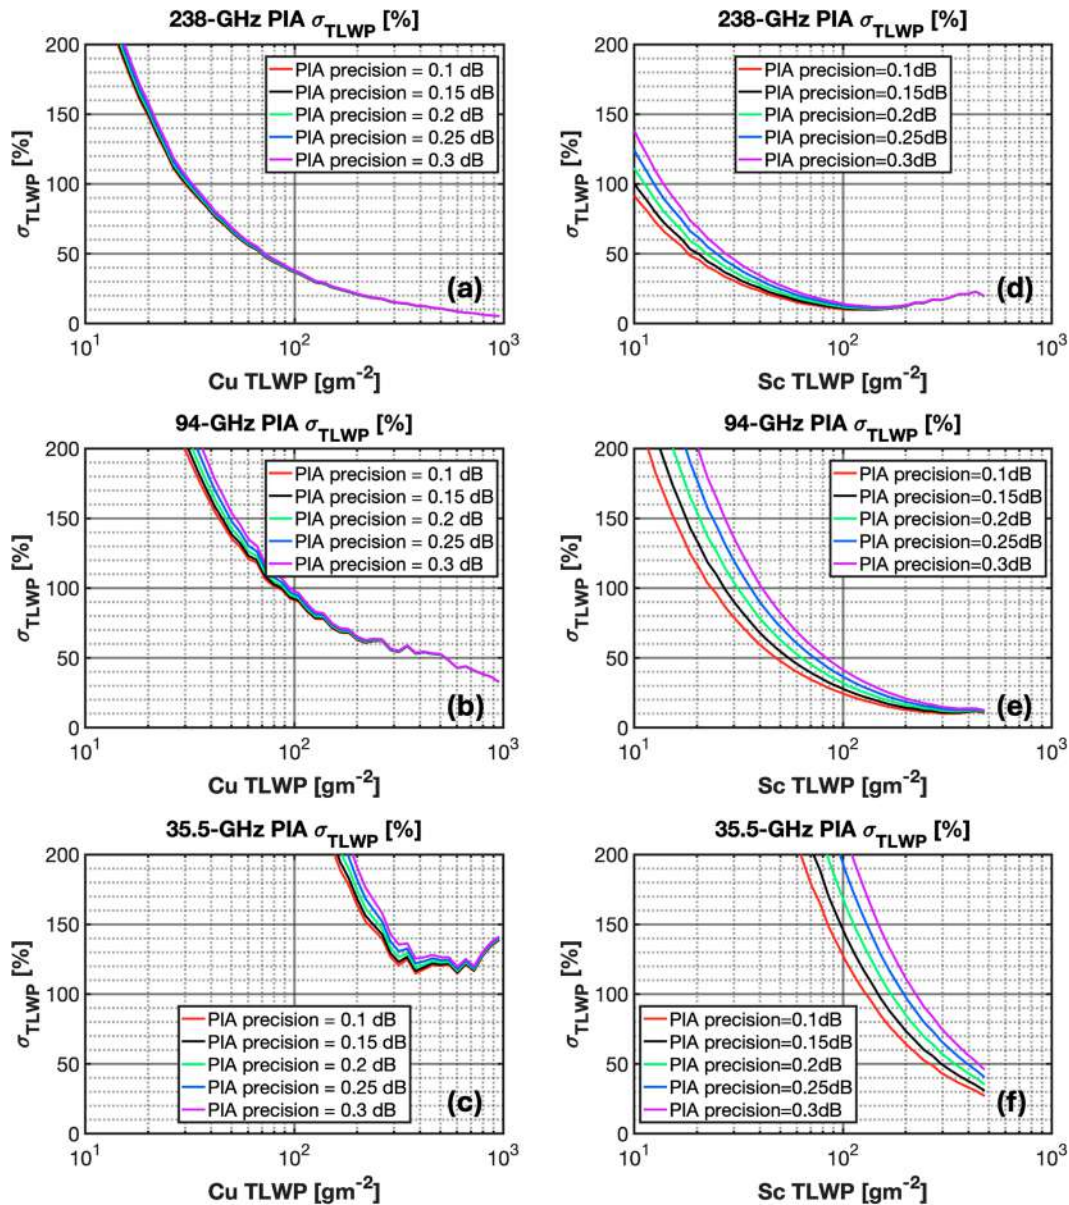 238-GHz PIA σTLWP [%]
200
150
100
50
0
σTLWP [%]
PIA precision = 0.1 dB
PIA precision = 0.15 dB
PIA precision = 0.2 dB
PIA precision = 0.25 dB
PIA precision = 0.3 dB
(a)
10^1
10^2
10^3
Cu TLWP [gm^-2]
238-GHz PIA σTLWP [%]
200
150
100
50
0
σTLWP [%]
PIA precision=0.1dB
PIA precision=0.15dB
PIA precision=0.2dB
PIA precision=0.25dB
PIA precision=0.3dB
(d)
10^1
10^2
10^3
Sc TLWP [gm^-2]
94-GHz PIA σTLWP [%]
200
150
100
50
0
σTLWP [%]
PIA precision = 0.1 dB
PIA precision = 0.15 dB
PIA precision = 0.2 dB
PIA precision = 0.25 dB
PIA precision = 0.3 dB
(b)
10^1
10^2
10^3
Cu TLWP [gm^-2]
94-GHz PIA σTLWP [%]
200
150
100
50
0
σTLWP [%]
PIA precision=0.1dB
PIA precision=0.15dB
PIA precision=0.2dB
PIA precision=0.25dB
PIA precision=0.3dB
(e)
10^1
10^2
10^3
Sc TLWP [gm^-2]
35.5-GHz PIA σTLWP [%]
200
150
100
50
0
σTLWP [%]
PIA precision = 0.1 dB
PIA precision = 0.15 dB
PIA precision = 0.2 dB
PIA precision = 0.25 dB
PIA precision = 0.3 dB
(c)
10^1
10^2
10^3
Cu TLWP [gm^-2]
35.5-GHz PIA σTLWP [%]
200
150
100
50
0
σTLWP [%]
PIA precision=0.1dB
PIA precision=0.15dB
PIA precision=0.2dB
PIA precision=0.25dB
PIA precision=0.3dB
(f)
10^1
10^2
10^3
Sc TLWP [gm^-2]